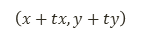 (x + tx, y + ty)